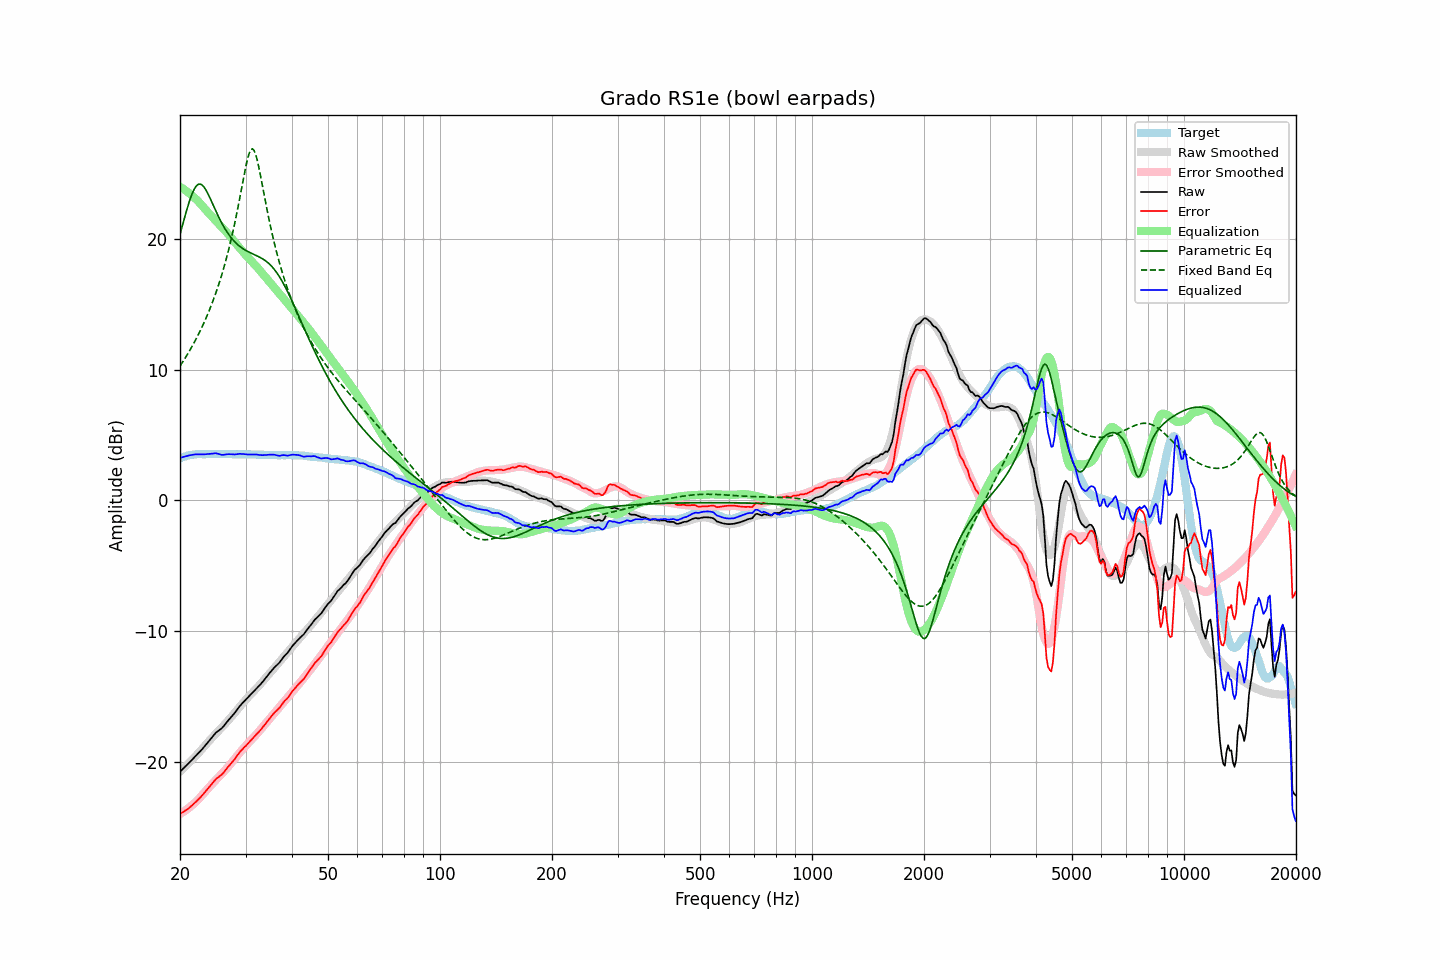 Grado RS1e (bowl earpads)
Target
Raw Smoothed
Error Smoothed
Raw
Error
Equalization
Parametric Eq
Fixed Band Eq
Equalized
20
10
0
−10
−20
Amplitude (dBr)
20
50
100
200
500
1000
2000
5000
10000
20000
Frequency (Hz)